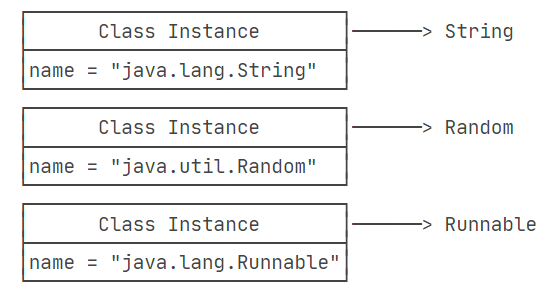 Class Instance > String
name = "java.lang.String"
Class Instance > Random
name = "java.util.Random"
Class Instance > Runnable
name = "java.lang.Runnable"